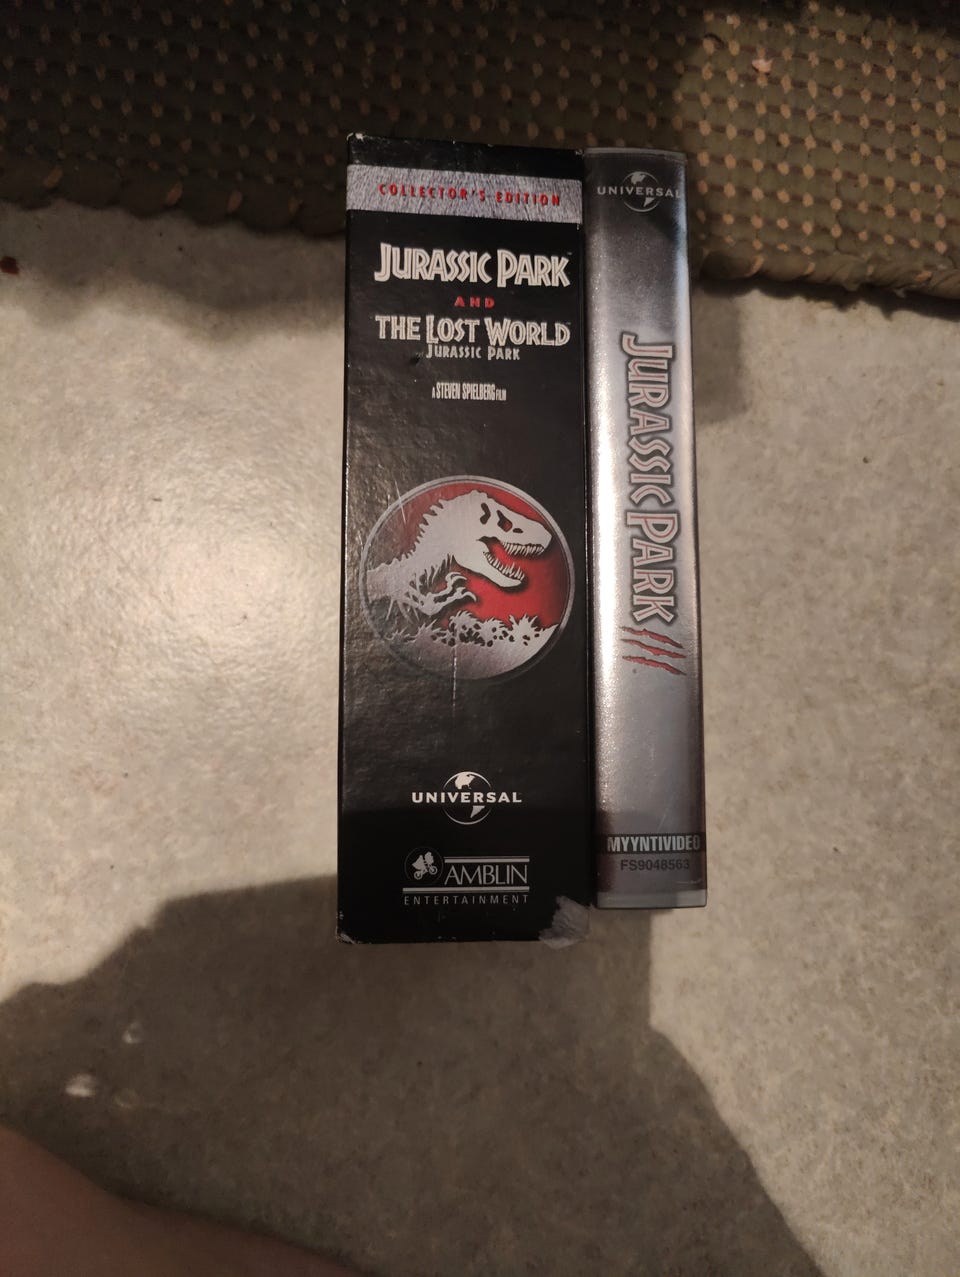 COLLECTOR'S EDITION
JURASSIC PARK
AND
THE LOST WORLD
JURASSIC PARK
A STEVEN SPIELBERG FILM
UNIVERSAL
AMBLIN
ENTERTAINMENT
UNIVERSAL
JURASSIC PARK III
MYYNTIVIDEO
FS9048563